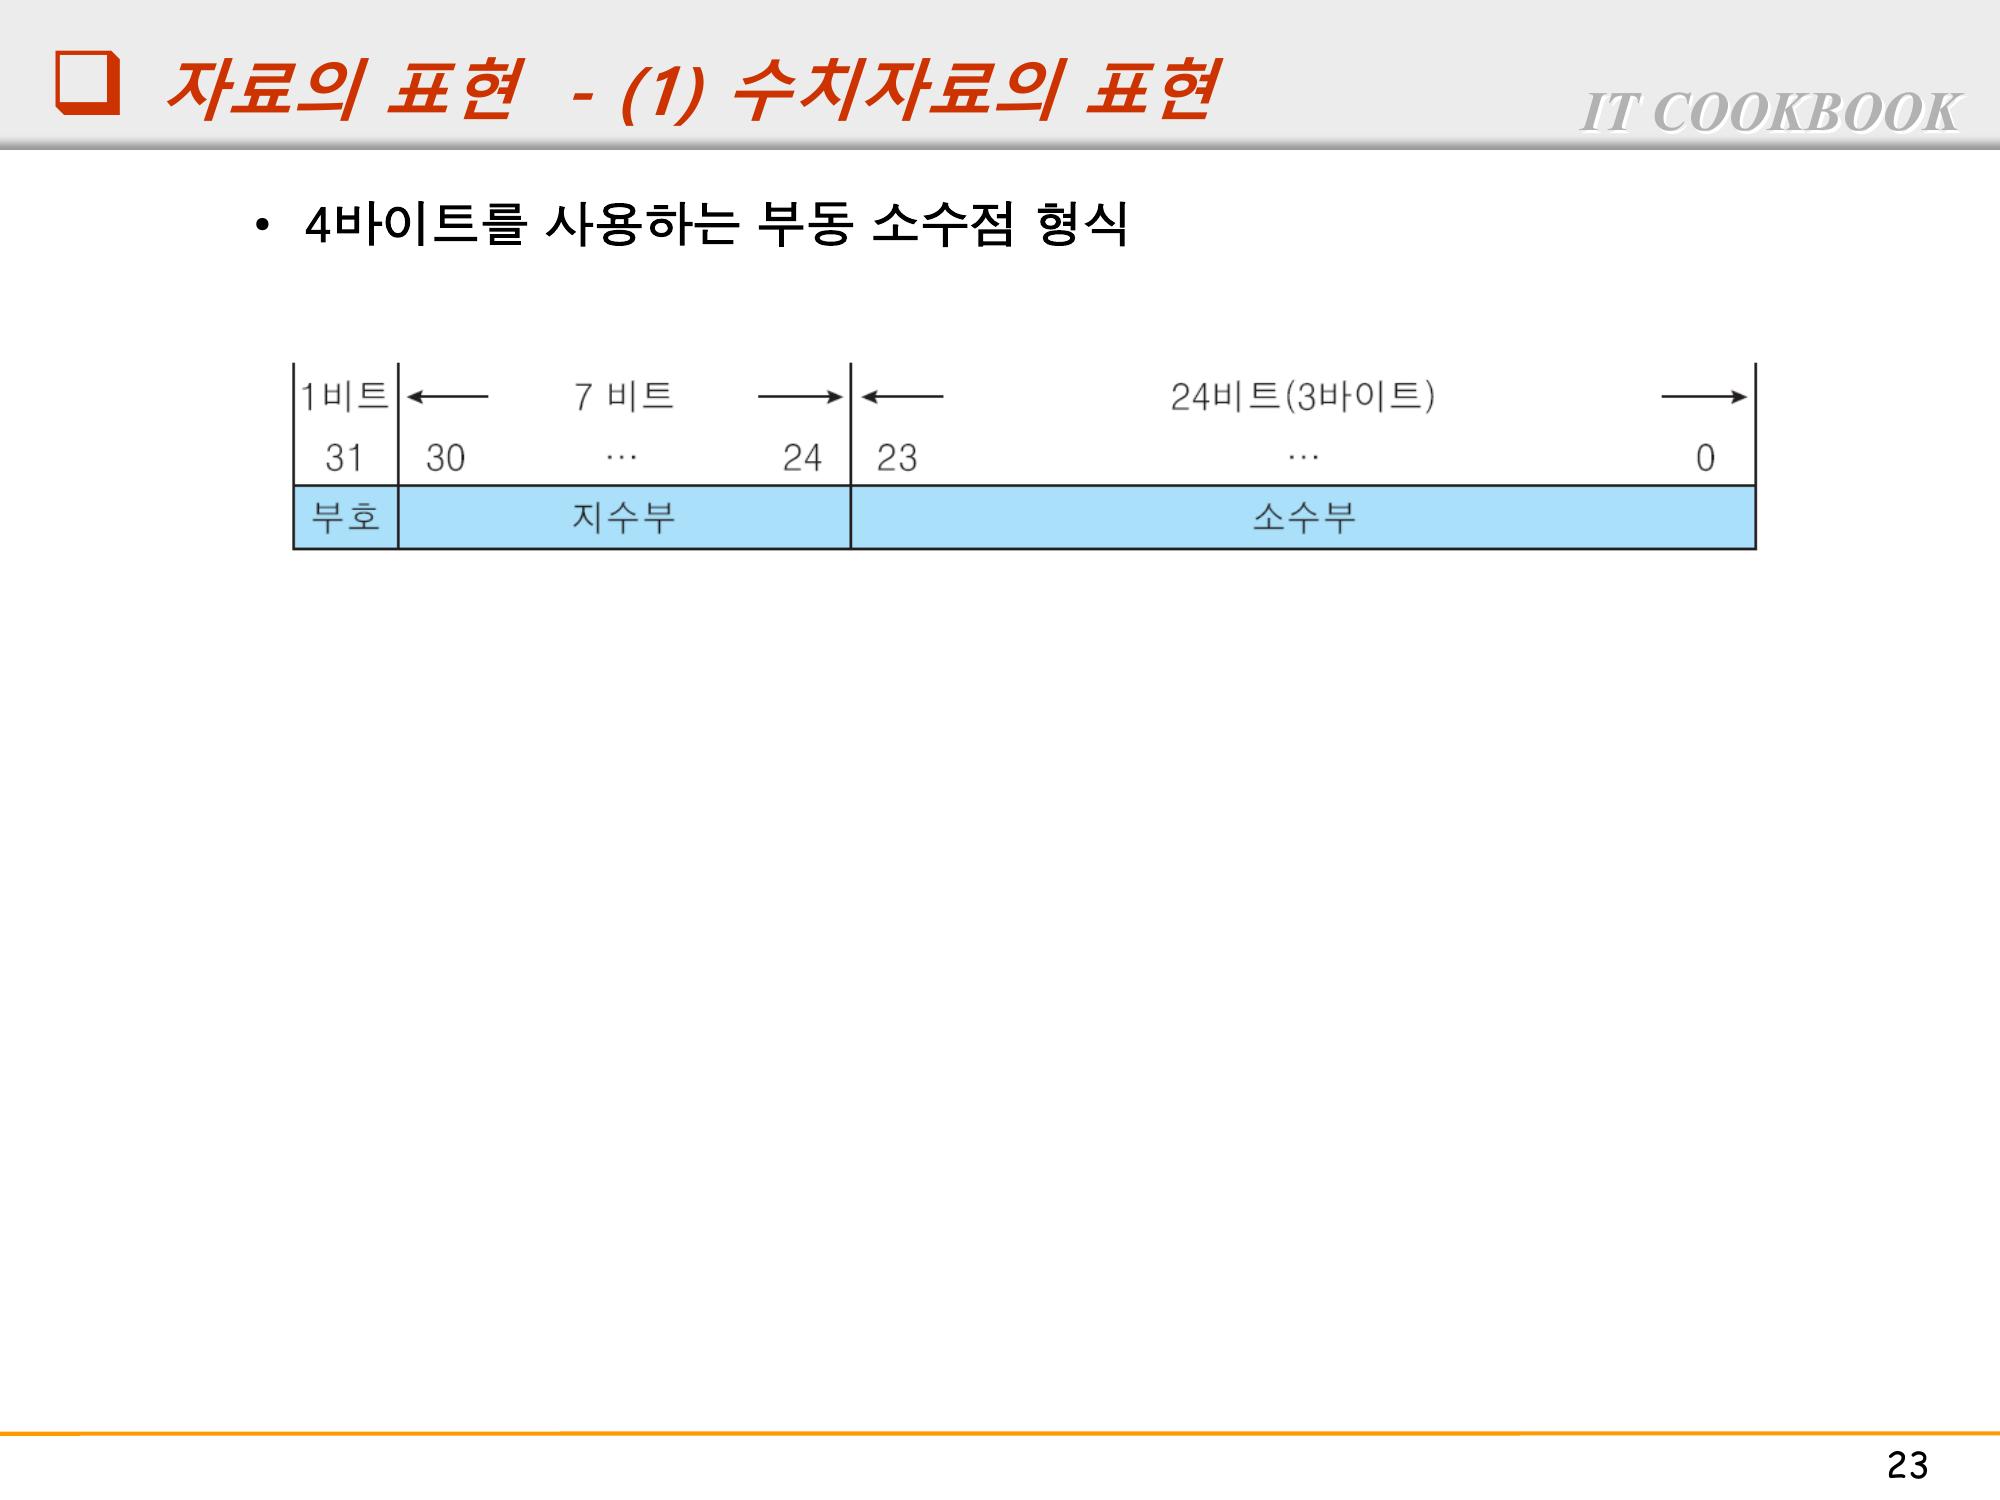 자료의 표현 - (1) 수치자료의 표현
IT COOKBOOK
• 4바이트를 사용하는 부동 소수점 형식
1비트 7 비트 24비트(3바이트)
31 30 ... 24 23 ... 0
부호 지수부 소수부
23